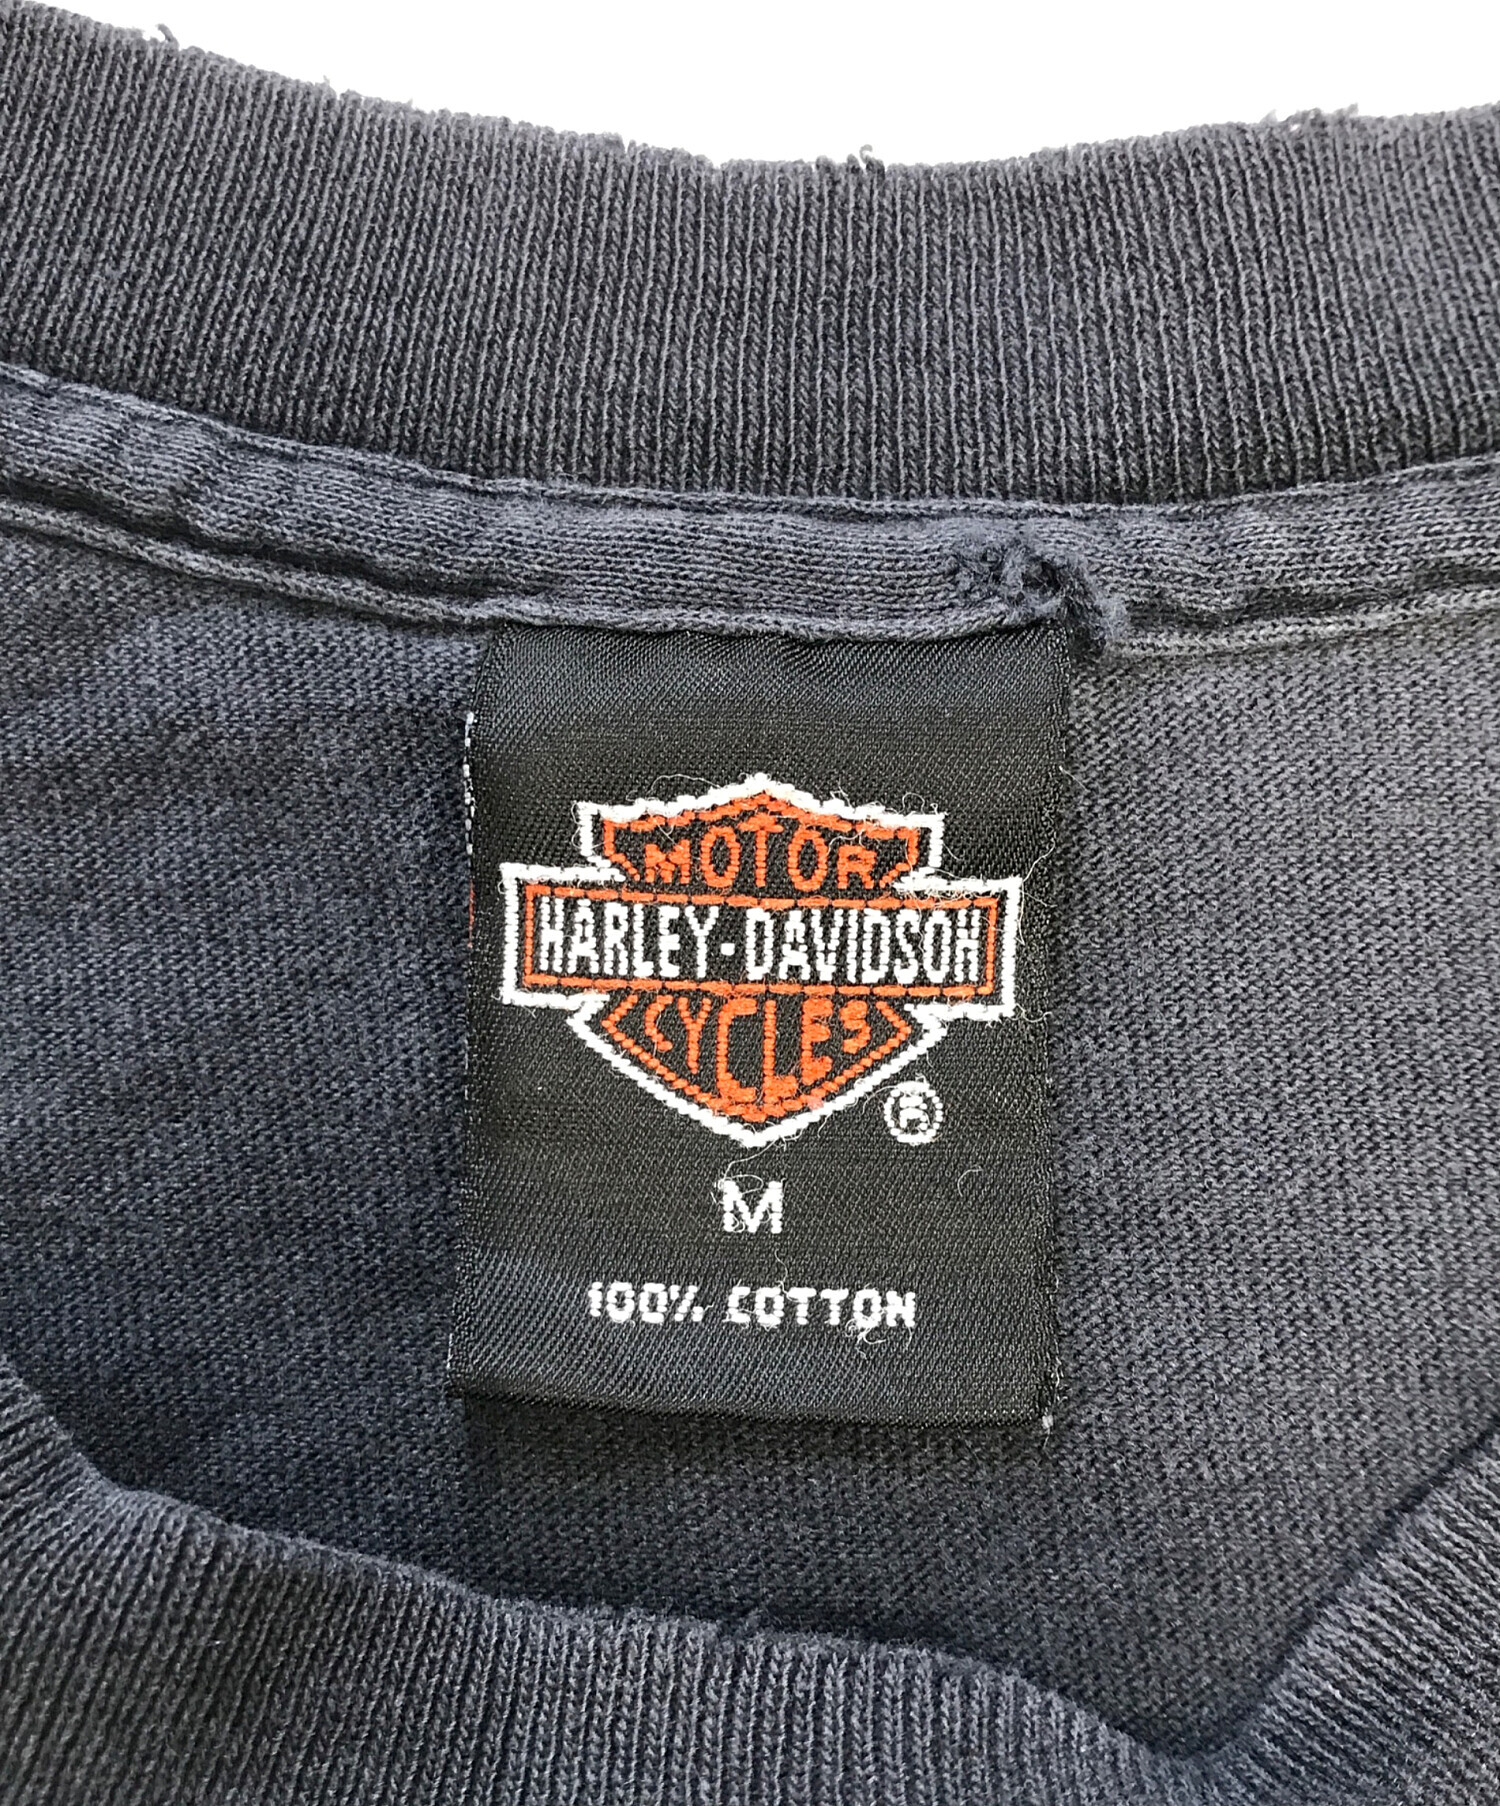 MOTOR
HARLEY-DAVIDSON
CYCLES
®
M
100% COTTON